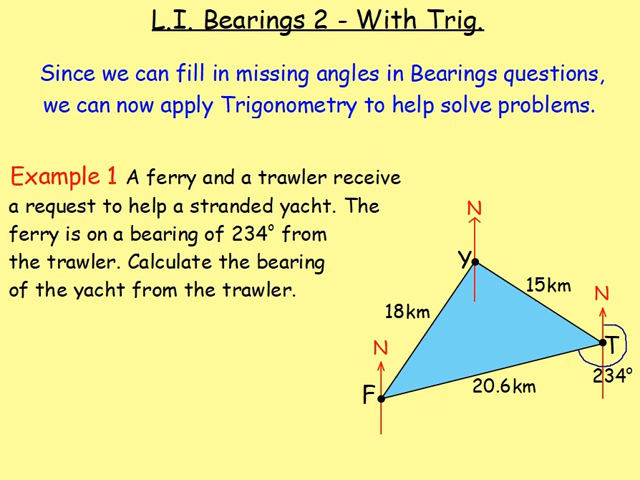 L.I. Bearings 2 - With Trig.
Since we can fill in missing angles in Bearings questions,
we can now apply Trigonometry to help solve problems.
Example 1 A ferry and a trawler receive
a request to help a stranded yacht. The
ferry is on a bearing of 234° from
the trawler. Calculate the bearing
of the yacht from the trawler.
N
Y
15km
N
18km
T
N
234°
20.6km
F